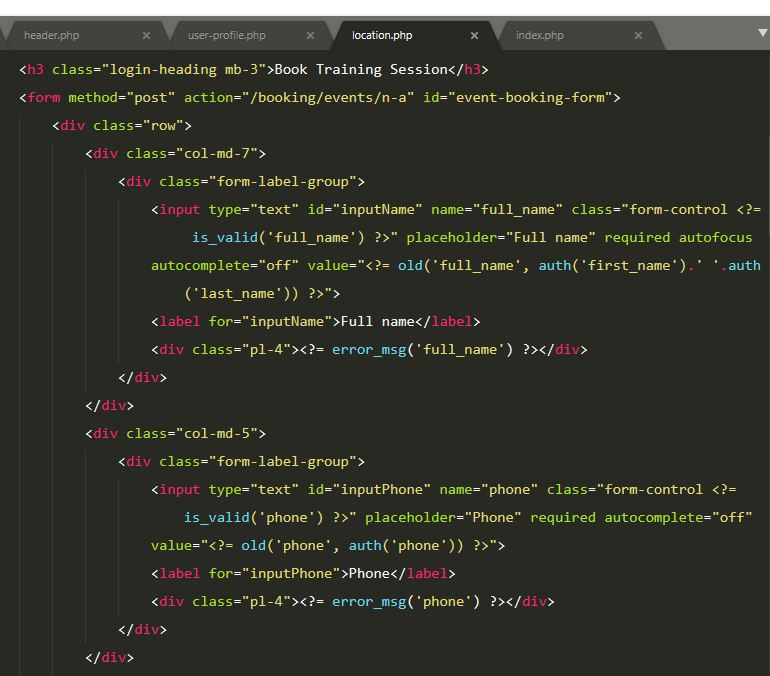 header.php × user-profile.php × location.php × index.php ×
<h3 class="login-heading mb-3">Book Training Session</h3>
<form method="post" action="/booking/events/n-a" id="event-booking-form">
<div class="row">
<div class="col-md-7">
<div class="form-label-group">
<input type="text" id="inputName" name="full_name" class="form-control <?=
is_valid('full_name') ?>" placeholder="Full name" required autofocus
autocomplete="off" value="<?= old('full_name', auth('first_name').' '.auth
('last_name')) ?>">
<label for="inputName">Full name</label>
<div class="pl-4"><?= error_msg('full_name') ?></div>
</div>
</div>
<div class="col-md-5">
<div class="form-label-group">
<input type="text" id="inputPhone" name="phone" class="form-control <?=
is_valid('phone') ?>" placeholder="Phone" required autocomplete="off"
value="<?= old('phone', auth('phone')) ?>">
<label for="inputPhone">Phone</label>
<div class="pl-4"><?= error_msg('phone') ?></div>
</div>
</div>